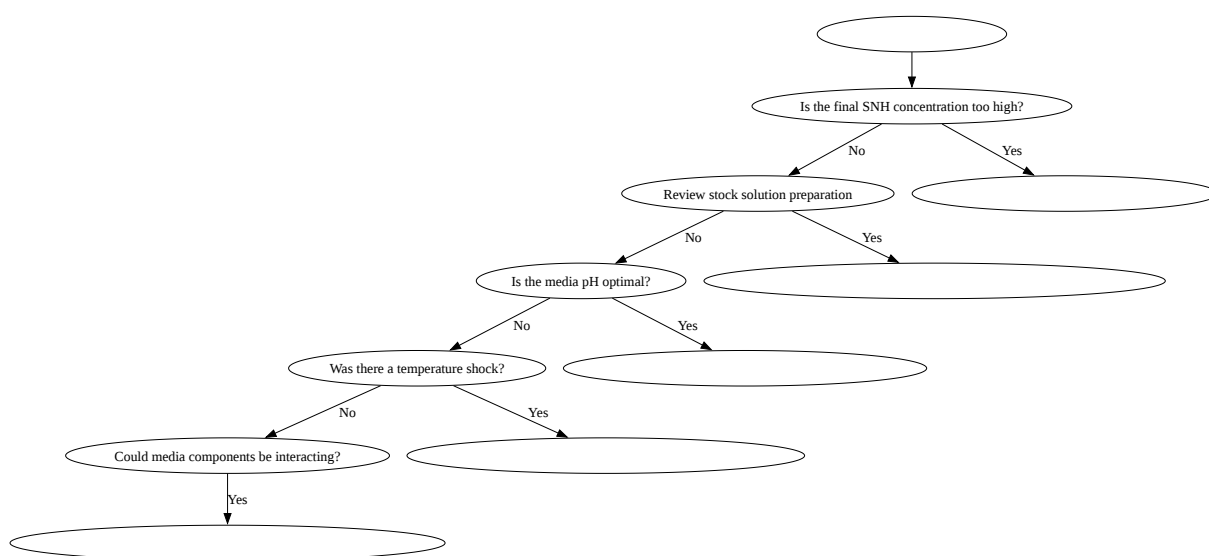 Is the final SNH concentration too high?
No
Yes
Review stock solution preparation
No
Yes
Is the media pH optimal?
No
Yes
Was there a temperature shock?
No
Yes
Could media components be interacting?
Yes